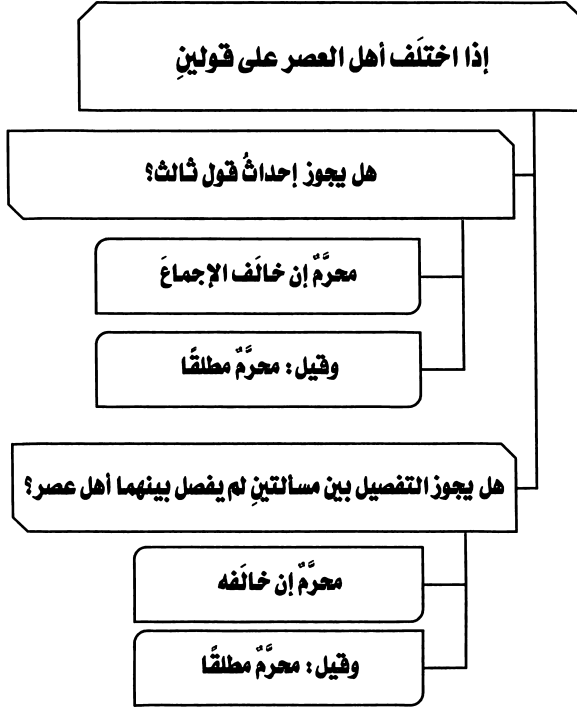 إذا اختلَف أهل العصر على قولينِ
هل يجوز إحداثُ قول ثالث؟
محرَّمٌ إن خالَف الإجماعَ
وقيل: محرَّمٌ مطلقًا
هل يجوز التفصيل بين مسألتينِ لم يفصل بينهما أهل عصر؟
محرَّمٌ إن خالَفه
وقيل: محرَّمٌ مطلقًا